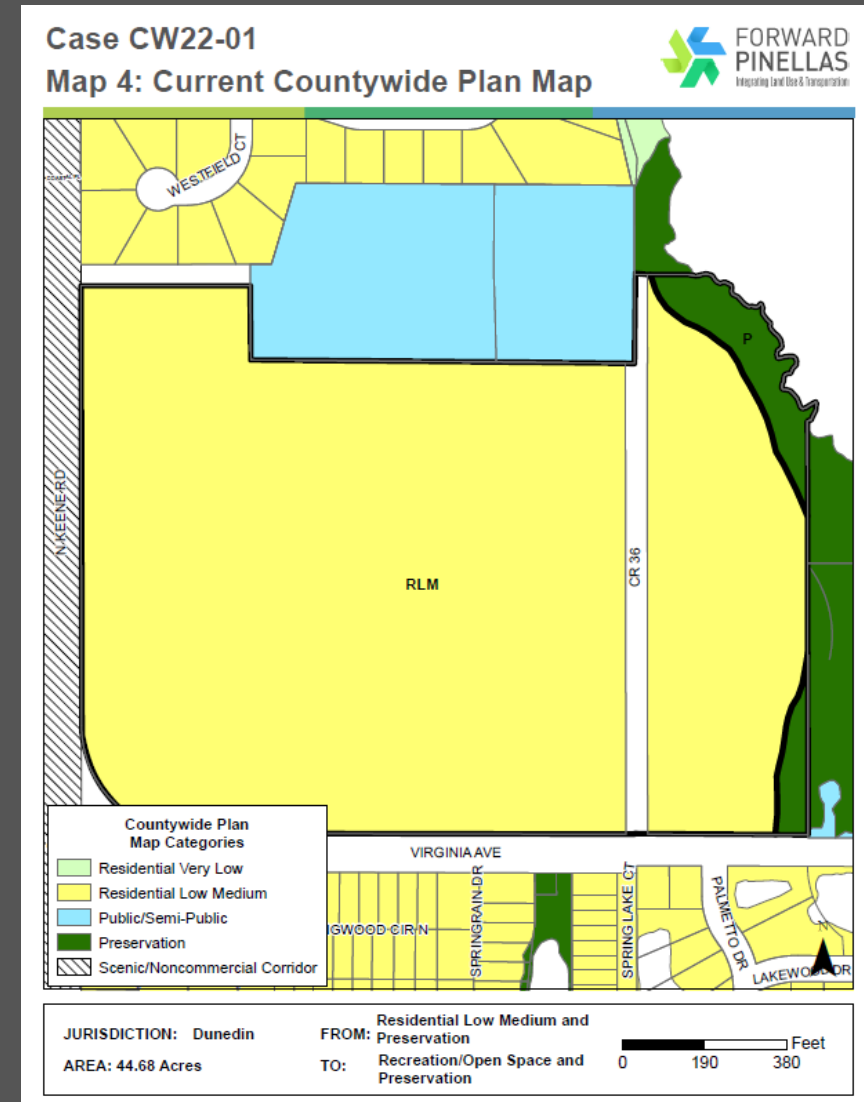 Case CW22-01
Map 4: Current Countywide Plan Map
FORWARD
PINELLAS
Integrating Land Use & Transportation
WESTFIELD CT
P
N KEENE RD
CR 36
RLM
VIRGINIA AVE
Countywide Plan
Map Categories
Residential Very Low
Residential Low Medium
Public/Semi-Public
Preservation
Scenic/Noncommercial Corridor
IGWOOD CIR N
SPRINGRAIN DR
SPRING LAKE CT
PALMETTO DR
N
LAKEWOOD DR
JURISDICTION: Dunedin
AREA: 44.68 Acres
FROM: Residential Low Medium and
Preservation
TO: Recreation/Open Space and
Preservation
Feet
0 190 380